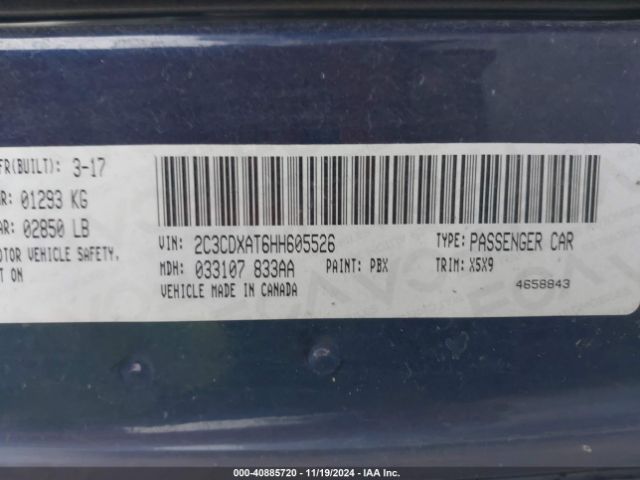 FR(BUILT): 3-17
R: 01293 KG
AR: 02850 LB
OTOR VEHICLE SAFETY,
T ON
VIN: 2C3CDXAT6HH605526 TYPE: PASSENGER CAR
MDH: 033107 833AA PAINT: PBX TRIM: X5X9
VEHICLE MADE IN CANADA 4658843
000-40885720 - 11/19/2024 - IAA Inc.